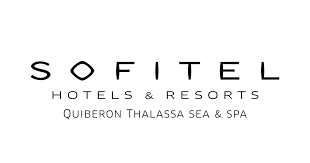 SOFITEL
HOTELS & RESORTS
QUIBERON THALASSA SEA & SPA